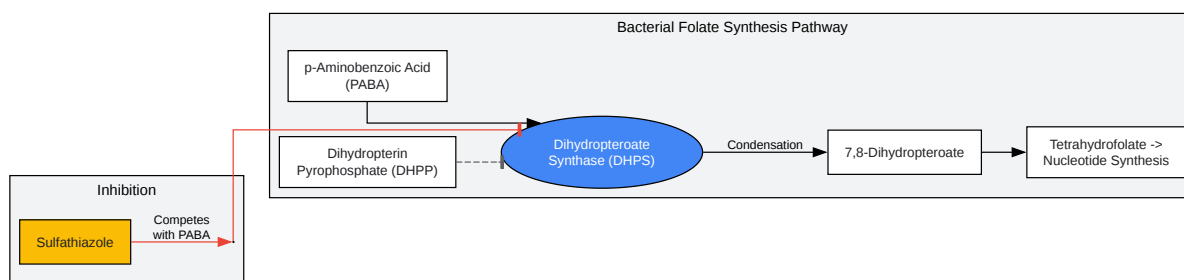 Bacterial Folate Synthesis Pathway
p-Aminobenzoic Acid
(PABA)
Dihydropterin
Pyrophosphate (DHPP)
Dihydropteroate
Synthase (DHPS)
Condensation
7,8-Dihydropteroate
Tetrahydrofolate ->
Nucleotide Synthesis
Inhibition
Sulfathiazole
Competes
with PABA